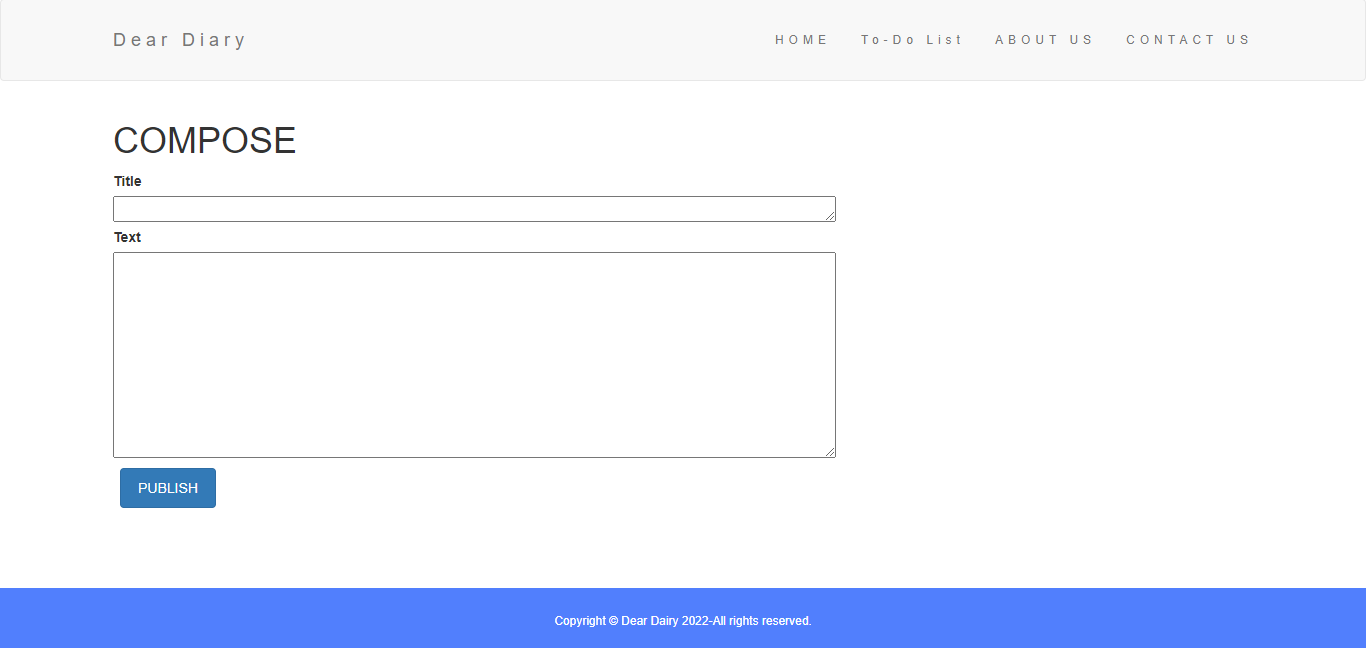 Dear Diary HOME To-Do List ABOUT US CONTACT US
COMPOSE
Title
Text
PUBLISH
Copyright © Dear Dairy 2022-All rights reserved.